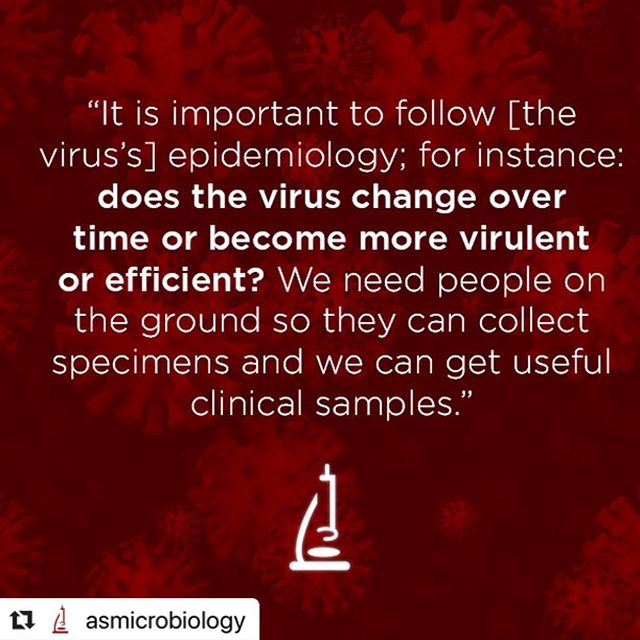 “It is important to follow [the
virus’s] epidemiology; for instance:
does the virus change over
time or become more virulent
or efficient? We need people on
the ground so they can collect
specimens and we can get useful
clinical samples.”
asmicrobiology